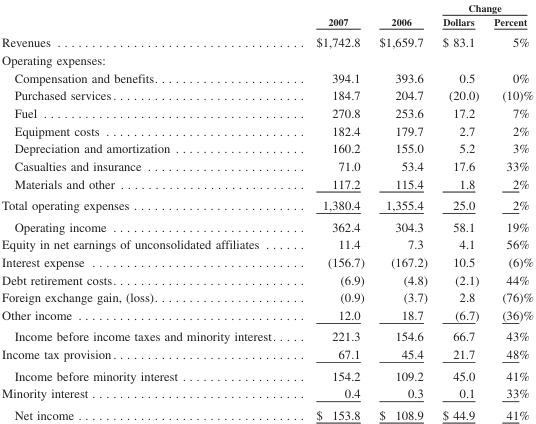 Change
2007 2006 Dollars Percent
Revenues . . . . . . . . . . . . . . . . . . . . . . . . . . . . . . . . . . . . . $1,742.8 $1,659.7 $ 83.1 5%
Operating expenses:
Compensation and benefits. . . . . . . . . . . . . . . . . . . . . . . 394.1 393.6 0.5 0%
Purchased services . . . . . . . . . . . . . . . . . . . . . . . . . . . . . 184.7 204.7 (20.0) (10)%
Fuel . . . . . . . . . . . . . . . . . . . . . . . . . . . . . . . . . . . . . . . 270.8 253.6 17.2 7%
Equipment costs . . . . . . . . . . . . . . . . . . . . . . . . . . . . . . 182.4 179.7 2.7 2%
Depreciation and amortization . . . . . . . . . . . . . . . . . . . . 160.2 155.0 5.2 3%
Casualties and insurance . . . . . . . . . . . . . . . . . . . . . . . . 71.0 53.4 17.6 33%
Materials and other . . . . . . . . . . . . . . . . . . . . . . . . . . . . 117.2 115.4 1.8 2%
Total operating expenses . . . . . . . . . . . . . . . . . . . . . . . . . . 1,380.4 1,355.4 25.0 2%
Operating income . . . . . . . . . . . . . . . . . . . . . . . . . . . . . 362.4 304.3 58.1 19%
Equity in net earnings of unconsolidated affiliates . . . . . . 11.4 7.3 4.1 56%
Interest expense . . . . . . . . . . . . . . . . . . . . . . . . . . . . . . . . (156.7) (167.2) 10.5 (6)%
Debt retirement costs. . . . . . . . . . . . . . . . . . . . . . . . . . . . . (6.9) (4.8) (2.1) 44%
Foreign exchange gain, (loss). . . . . . . . . . . . . . . . . . . . . . . (0.9) (3.7) 2.8 (76)%
Other income . . . . . . . . . . . . . . . . . . . . . . . . . . . . . . . . . . 12.0 18.7 (6.7) (36)%
Income before income taxes and minority interest. . . . . 221.3 154.6 66.7 43%
Income tax provision . . . . . . . . . . . . . . . . . . . . . . . . . . . . . 67.1 45.4 21.7 48%
Income before minority interest . . . . . . . . . . . . . . . . . . . 154.2 109.2 45.0 41%
Minority interest . . . . . . . . . . . . . . . . . . . . . . . . . . . . . . . . 0.4 0.3 0.1 33%
Net income . . . . . . . . . . . . . . . . . . . . . . . . . . . . . . . . . . $ 153.8 $ 108.9 $ 44.9 41%